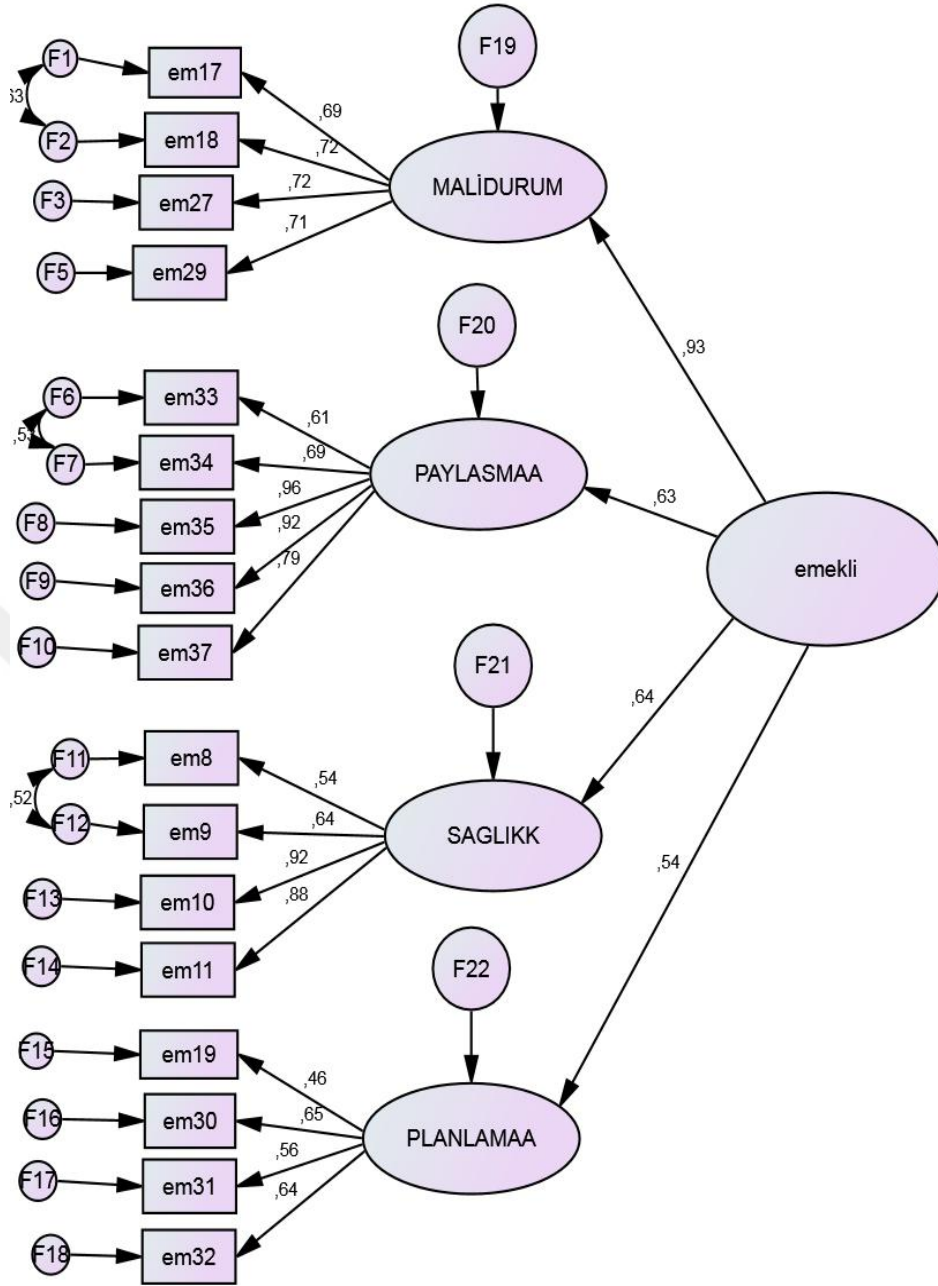 F19
F1
em17
63
,69
F2
em18
,72
MALİDURUM
F3
em27
,72
,71
F5
em29
F20
,93
F6
em33
,61
F7
em34
,69
PAYLASMAA
,63
F8
em35
,96
,92
F9
em36
,79
emekli
F10
em37
F21
,64
F11
em8
,54
,52
F12
em9
,64
SAGLIKK
,92
F13
em10
,88
,54
F14
em11
F22
F15
em19
,46
F16
em30
,65
PLANLAMAA
,56
F17
em31
,64
F18
em32